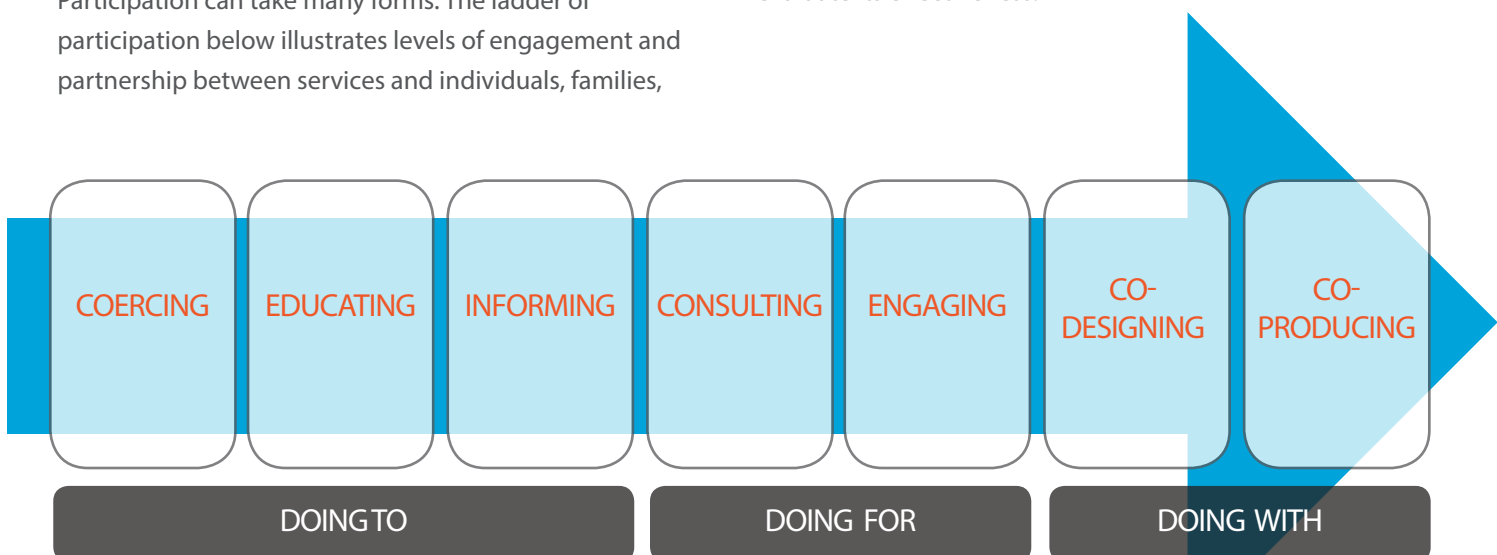 Participation can take many forms. The ladder of
participation below illustrates levels of engagement and
partnership between services and individuals, families,
COERCING
EDUCATING
INFORMING
CONSULTING
ENGAGING
CO-
DESIGNING
CO-
PRODUCING
DOING TO
DOING FOR
DOING WITH